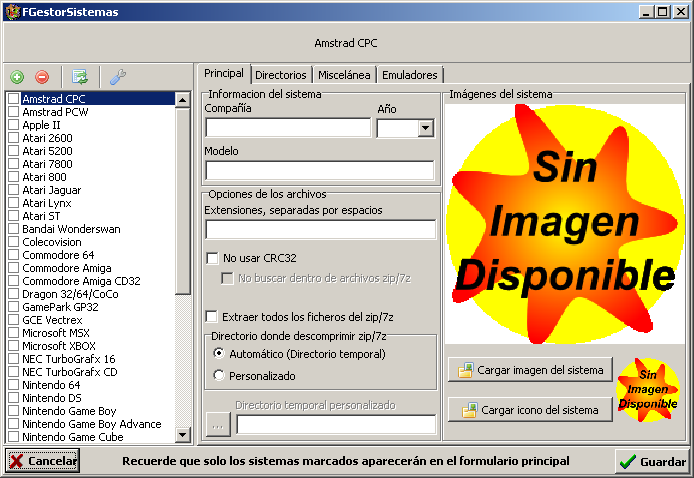 FGestorSistemas
Amstrad CPC
Amstrad CPC
Amstrad PCW
Apple II
Atari 2600
Atari 5200
Atari 7800
Atari 800
Atari Jaguar
Atari Lynx
Atari ST
Bandai Wonderswan
Colecovision
Commodore 64
Commodore Amiga
Commodore Amiga CD32
Dragon 32/64/CoCo
GamePark GP32
GCE Vectrex
Microsoft MSX
Microsoft XBOX
NEC TurboGrafx 16
NEC TurboGrafx CD
Nintendo 64
Nintendo DS
Nintendo Game Boy
Nintendo Game Boy Advance
Nintendo Game Cube
Principal
Directorios
Miscelánea
Emuladores
Informacion del sistema
Compañía
Año
Modelo
Opciones de los archivos
Extensiones, separadas por espacios
No usar CRC32
No buscar dentro de archivos zip/7z
Extraer todos los ficheros del zip/7z
Directorio donde descomprimir zip/7z
Automático (Directorio temporal)
Personalizado
Directorio temporal personalizado
...
Imágenes del sistema
Sin
Imagen
Disponible
Cargar imagen del sistema
Cargar icono del sistema
Sin
Imagen
Disponible
Cancelar
Recuerde que solo los sistemas marcados aparecerán en el formulario principal
Guardar